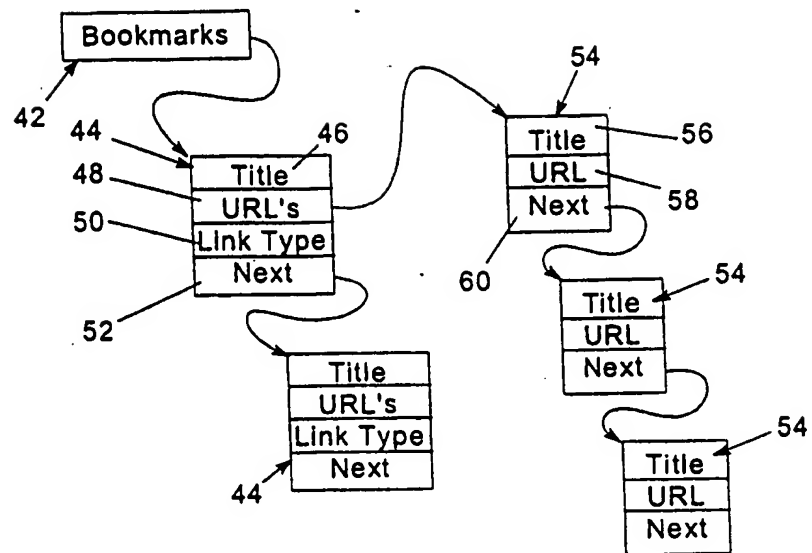 Bookmarks
42
44
46
Title
48
URL's
50
Link Type
Next
52
Title
URL's
Link Type
Next
44
54
Title
56
URL
58
Next
60
Title
54
URL
Next
Title
54
URL
Next